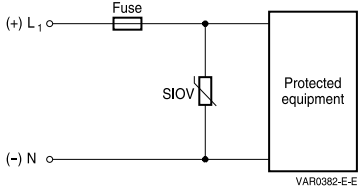 Fuse
(+) L1
SIOV
Protected
equipment
(–) N
VAR0382-E-E